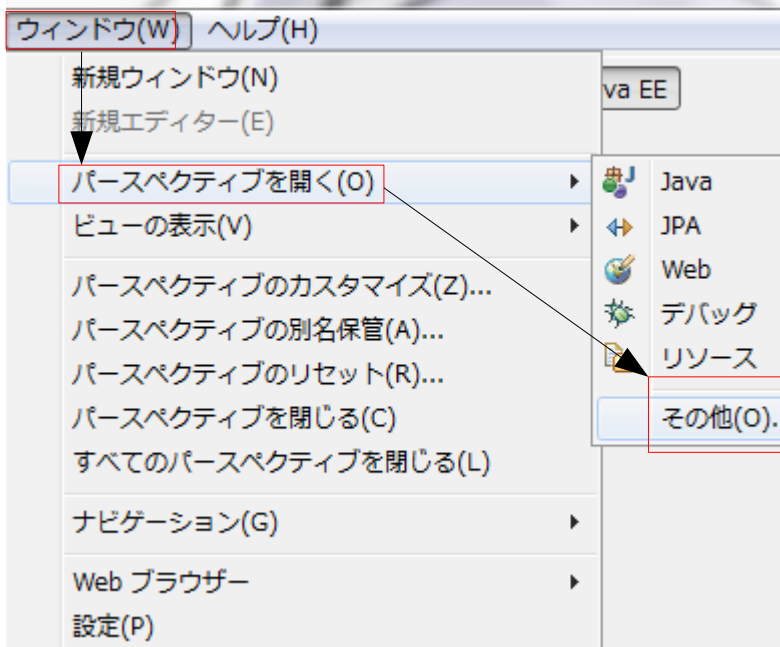 ウィンドウ(W) ヘルプ(H)
新規ウィンドウ(N)
va EE
新規エディター(E)
パースペクティブを開く(O)
Java
ビューの表示(V)
JPA
Web
パースペクティブのカスタマイズ(Z)...
デバッグ
パースペクティブの別名保管(A)...
リソース
パースペクティブのリセット(R)...
パースペクティブを閉じる(C)
その他(O).
すべてのパースペクティブを閉じる(L)
ナビゲーション(G)
Web ブラウザー
設定(P)